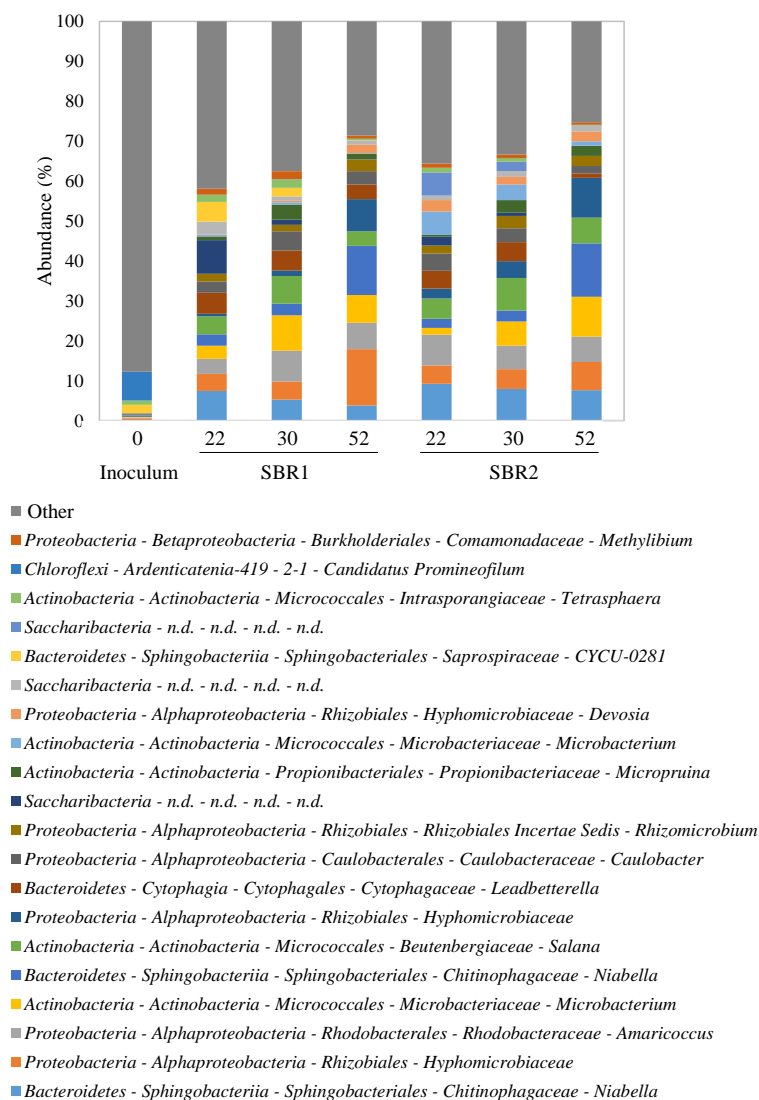 100
90
80
70
60
50
40
30
20
10
0
Abundance (%)
0 22 30 52 22 30 52
Inoculum SBR1 SBR2
Other
Proteobacteria - Betaproteobacteria - Burkholderiales - Comamonadaceae - Methylibium
Chloroflexi - Ardenticatenia-419 - 2-1 - Candidatus Promineofilum
Actinobacteria - Actinobacteria - Micrococcales - Intrasporangiaceae - Tetrasphaera
Saccharibacteria - n.d. - n.d. - n.d. - n.d.
Bacteroidetes - Sphingobacteriia - Sphingobacteriales - Saprospiraceae - CYCU-0281
Saccharibacteria - n.d. - n.d. - n.d. - n.d.
Proteobacteria - Alphaproteobacteria - Rhizobiales - Hyphomicrobiaceae - Devosia
Actinobacteria - Actinobacteria - Micrococcales - Microbacteriaceae - Microbacterium
Actinobacteria - Actinobacteria - Propionibacteriales - Propionibacteriaceae - Micropruina
Saccharibacteria - n.d. - n.d. - n.d. - n.d.
Proteobacteria - Alphaproteobacteria - Rhizobiales - Rhizobiales Incertae Sedis - Rhizomicrobium
Proteobacteria - Alphaproteobacteria - Caulobacterales - Caulobacteraceae - Caulobacter
Bacteroidetes - Cytophagia - Cytophagales - Cytophagaceae - Leadbetterella
Proteobacteria - Alphaproteobacteria - Rhizobiales - Hyphomicrobiaceae
Actinobacteria - Actinobacteria - Micrococcales - Beutenbergiaceae - Salana
Bacteroidetes - Sphingobacteriia - Sphingobacteriales - Chitinophagaceae - Niabella
Actinobacteria - Actinobacteria - Micrococcales - Microbacteriaceae - Microbacterium
Proteobacteria - Alphaproteobacteria - Rhodobacterales - Rhodobacteraceae - Amaricoccus
Proteobacteria - Alphaproteobacteria - Rhizobiales - Hyphomicrobiaceae
Bacteroidetes - Sphingobacteriia - Sphingobacteriales - Chitinophagaceae - Niabella